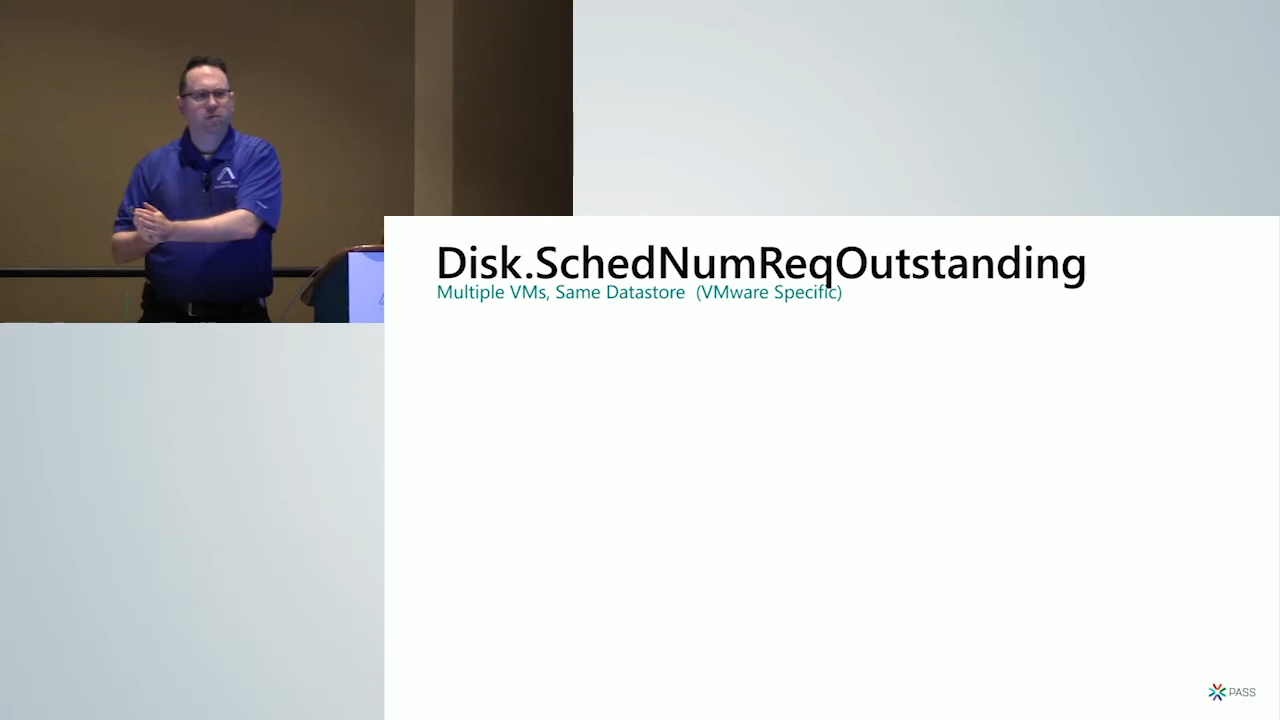 Disk.SchedNumReqOutstanding
Multiple VMs, Same Datastore (VMware Specific)
PASS